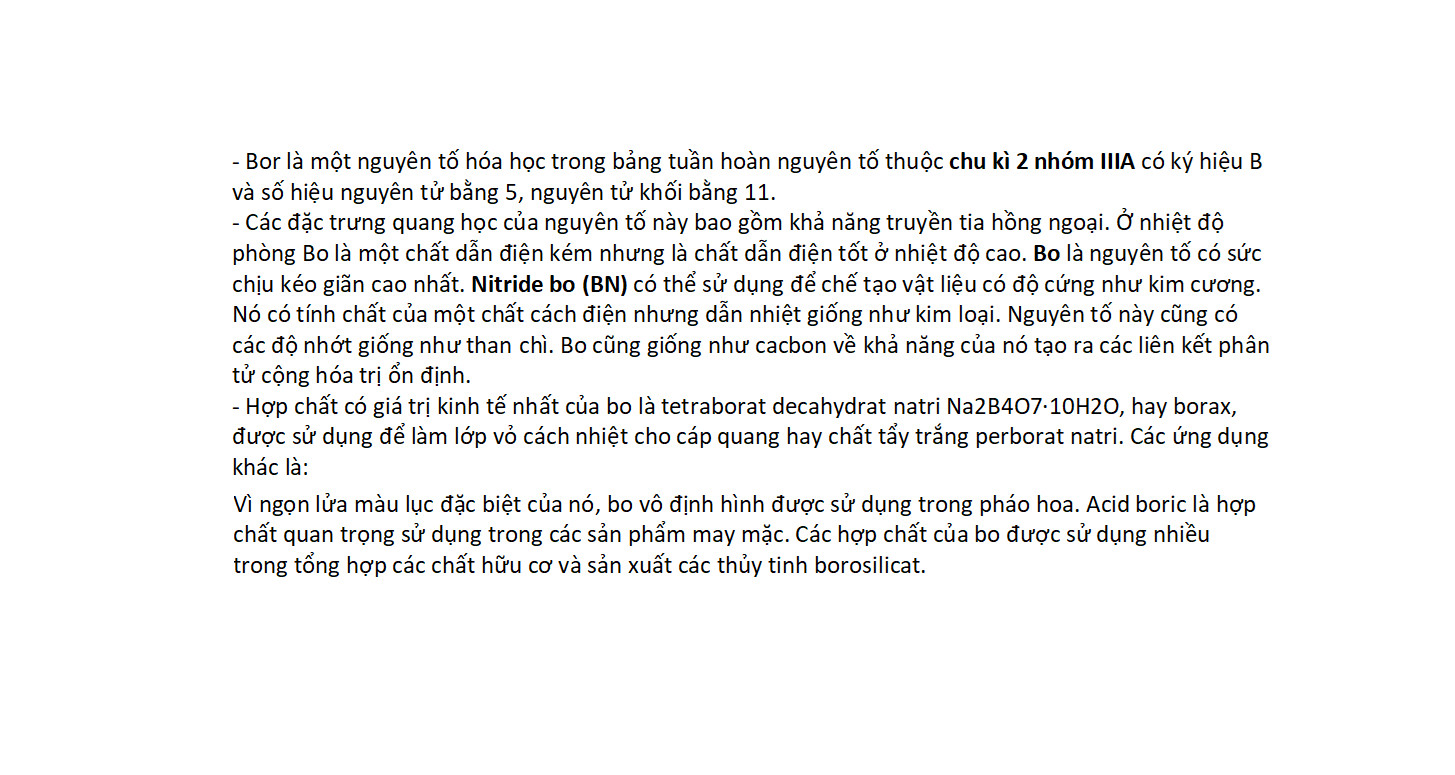 - Bor là một nguyên tố hóa học trong bảng tuần hoàn nguyên tố thuộc chu kì 2 nhóm IIIA có ký hiệu B
và số hiệu nguyên tử bằng 5, nguyên tử khối bằng 11.
- Các đặc trưng quang học của nguyên tố này bao gồm khả năng truyền tia hồng ngoại. Ở nhiệt độ
phòng Bo là một chất dẫn điện kém nhưng là chất dẫn điện tốt ở nhiệt độ cao. Bo là nguyên tố có sức
chịu kéo giãn cao nhất. Nitride bo (BN) có thể sử dụng để chế tạo vật liệu có độ cứng như kim cương.
Nó có tính chất của một chất cách điện nhưng dẫn nhiệt giống như kim loại. Nguyên tố này cũng có
các độ nhớt giống như than chì. Bo cũng giống như cacbon về khả năng của nó tạo ra các liên kết phân
tử cộng hóa trị ổn định.
- Hợp chất có giá trị kinh tế nhất của bo là tetraborat decahydrat natri Na2B4O7·10H2O, hay borax,
được sử dụng để làm lớp vỏ cách nhiệt cho cáp quang hay chất tẩy trắng perborat natri. Các ứng dụng
khác là:
Vì ngọn lửa màu lục đặc biệt của nó, bo vô định hình được sử dụng trong pháo hoa. Acid boric là hợp
chất quan trọng sử dụng trong các sản phẩm may mặc. Các hợp chất của bo được sử dụng nhiều
trong tổng hợp các chất hữu cơ và sản xuất các thủy tinh borosilicat.